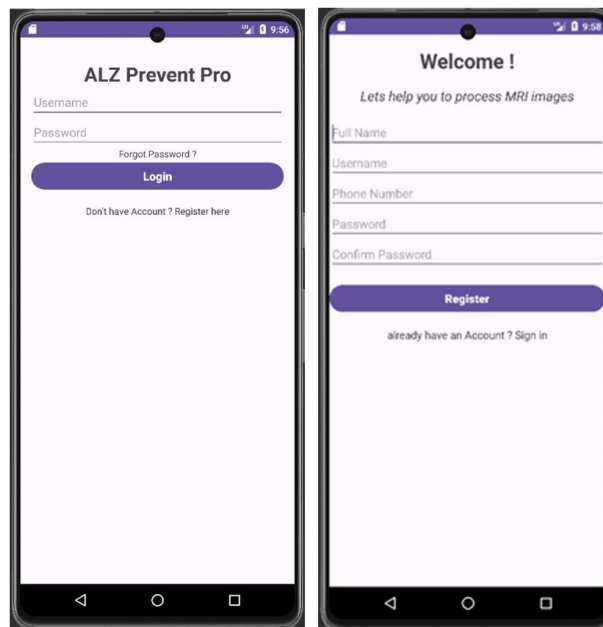 9:56
ALZ Prevent Pro
Username
Password
Forgot Password ?
Login
Don't have Account ? Register here
9:58
Welcome !
Lets help you to process MRI images
Full Name
Username
Phone Number
Password
Confirm Password
Register
already have an Account ? Sign in